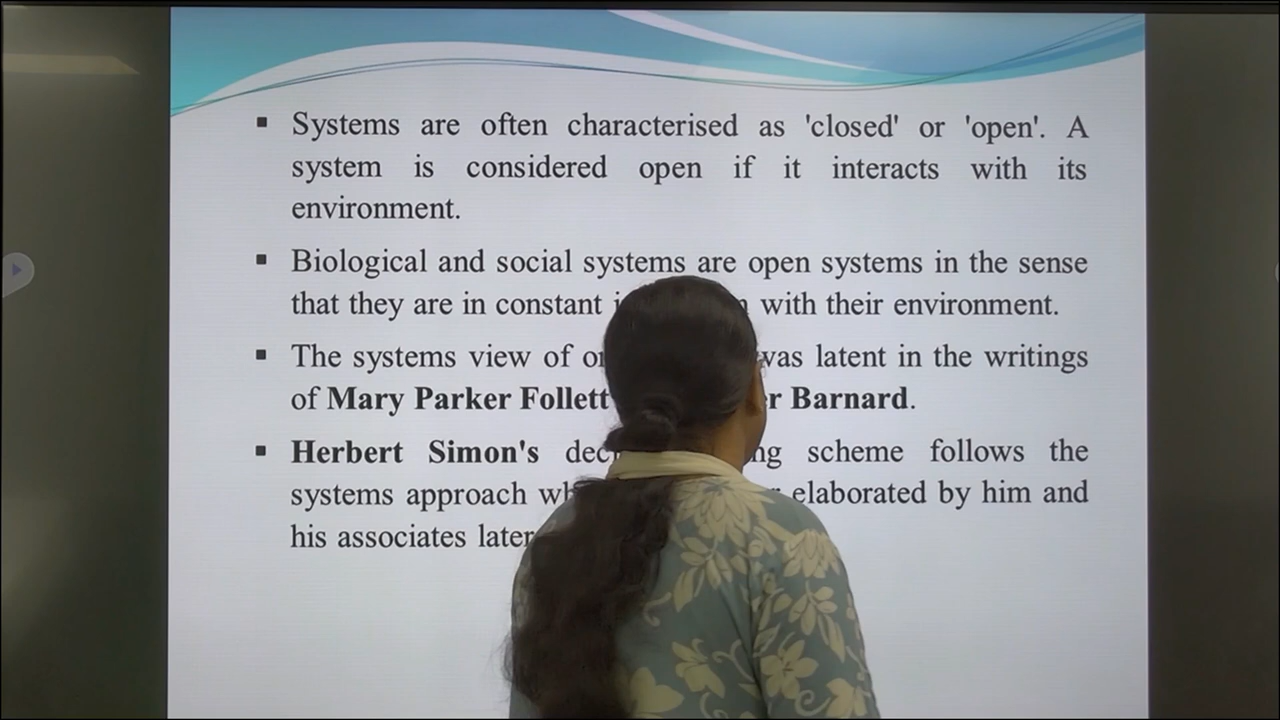 Systems are often characterised as 'closed' or 'open'. A
system is considered open if it interacts with its
environment.
Biological and social systems are open systems in the sense
that they are in constant with their environment.
The systems view of was latent in the writings
of Mary Parker Follett Barnard.
Herbert Simon's scheme follows the
systems approach elaborated by him and
his associates later